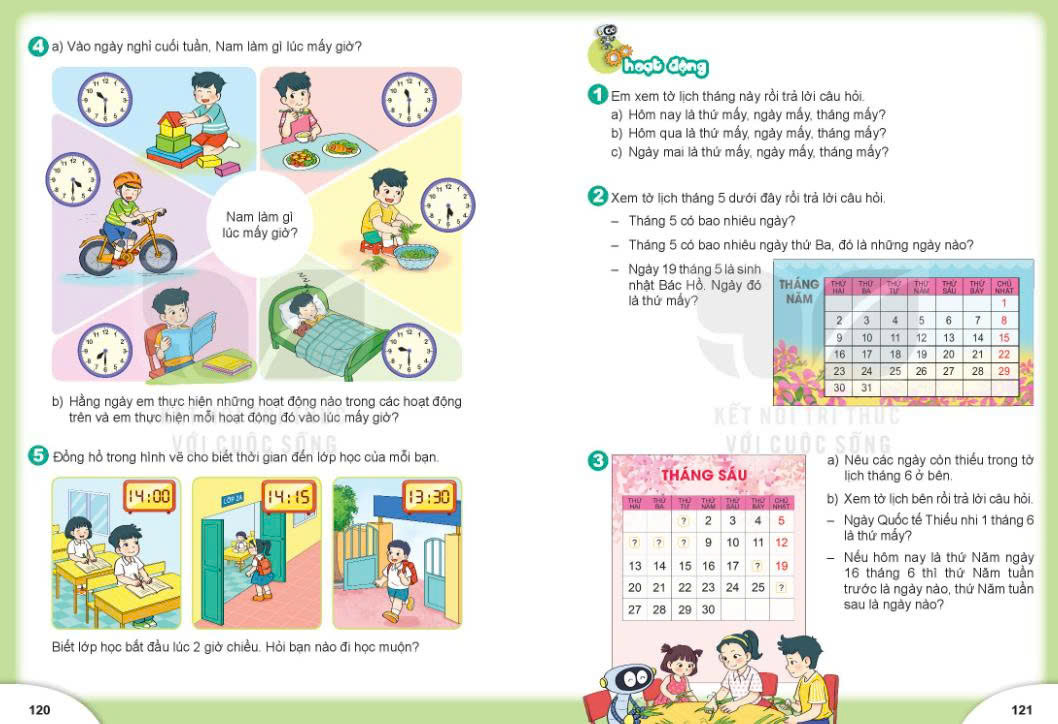 4 a) Vào ngày nghỉ cuối tuần, Nam làm gì lúc mấy giờ?
Nam làm gì
lúc mấy giờ?
b) Hằng ngày em thực hiện những hoạt động nào trong các hoạt động
trên và em thực hiện mỗi hoạt động đó vào lúc mấy giờ?
5 Đồng hồ trong hình vẽ cho biết thời gian đến lớp học của mỗi bạn.
14:00
LỚP 2A
14:15
13:30
Biết lớp học bắt đầu lúc 2 giờ chiều. Hỏi bạn nào đi học muộn?
120
hoạt động
1 Em xem tờ lịch tháng này rồi trả lời câu hỏi.
a) Hôm nay là thứ mấy, ngày mấy, tháng mấy?
b) Hôm qua là thứ mấy, ngày mấy, tháng mấy?
c) Ngày mai là thứ mấy, ngày mấy, tháng mấy?
2 Xem tờ lịch tháng 5 dưới đây rồi trả lời câu hỏi.
– Tháng 5 có bao nhiêu ngày?
– Tháng 5 có bao nhiêu ngày thứ Ba, đó là những ngày nào?
– Ngày 19 tháng 5 là sinh
nhật Bác Hồ. Ngày đó
là thứ mấy?
THÁNG
NĂM
THỨ HAI THỨ BA THỨ TƯ THỨ NĂM THỨ SÁU THỨ BẢY CHỦ NHẬT
1
2 3 4 5 6 7 8
9 10 11 12 13 14 15
16 17 18 19 20 21 22
23 24 25 26 27 28 29
30 31
KẾT NỐI TRI THỨC
VỚI CUỘC SỐNG
KẾT NỐI TRI THỨC
VỚI CUỘC SỐNG
3
THÁNG SÁU
THỨ HAI THỨ BA THỨ TƯ THỨ NĂM THỨ SÁU THỨ BẢY CHỦ NHẬT
? 2 3 4 5
? ? ? 9 10 11 12
13 14 15 16 17 ? 19
20 21 22 23 24 25 ?
27 28 29 30
a) Nêu các ngày còn thiếu trong tờ
lịch tháng 6 ở bên.
b) Xem tờ lịch bên rồi trả lời câu hỏi.
– Ngày Quốc tế Thiếu nhi 1 tháng 6
là thứ mấy?
– Nếu hôm nay là thứ Năm ngày
16 tháng 6 thì thứ Năm tuần
trước là ngày nào, thứ Năm tuần
sau là ngày nào?
121